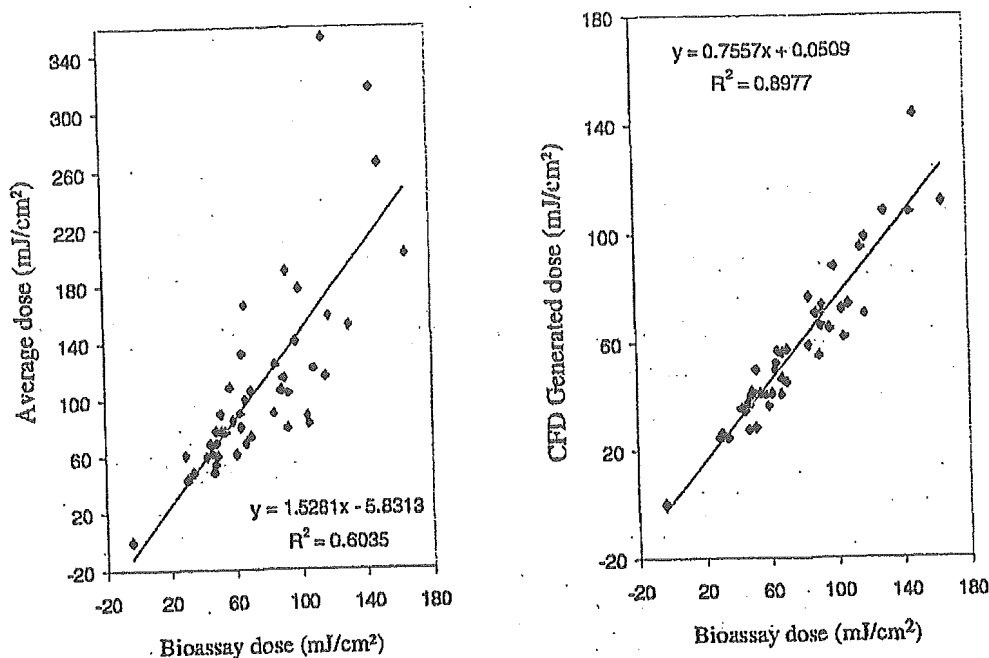 340
300
260
220
180
140
100
60
20
-20
Average dose (mJ/cm²)
y = 1.5281x - 5.8313
R² = 0.6035
-20 20 60 100 140 180
Bioassay dose (mJ/cm²)
180
140
100
60
20
-20
CFD Generated dose (mJ/cm²)
y = 0.7557x + 0.0509
R² = 0.8977
-20 20 60 100 140 180
Bioassay dose (mJ/cm²)